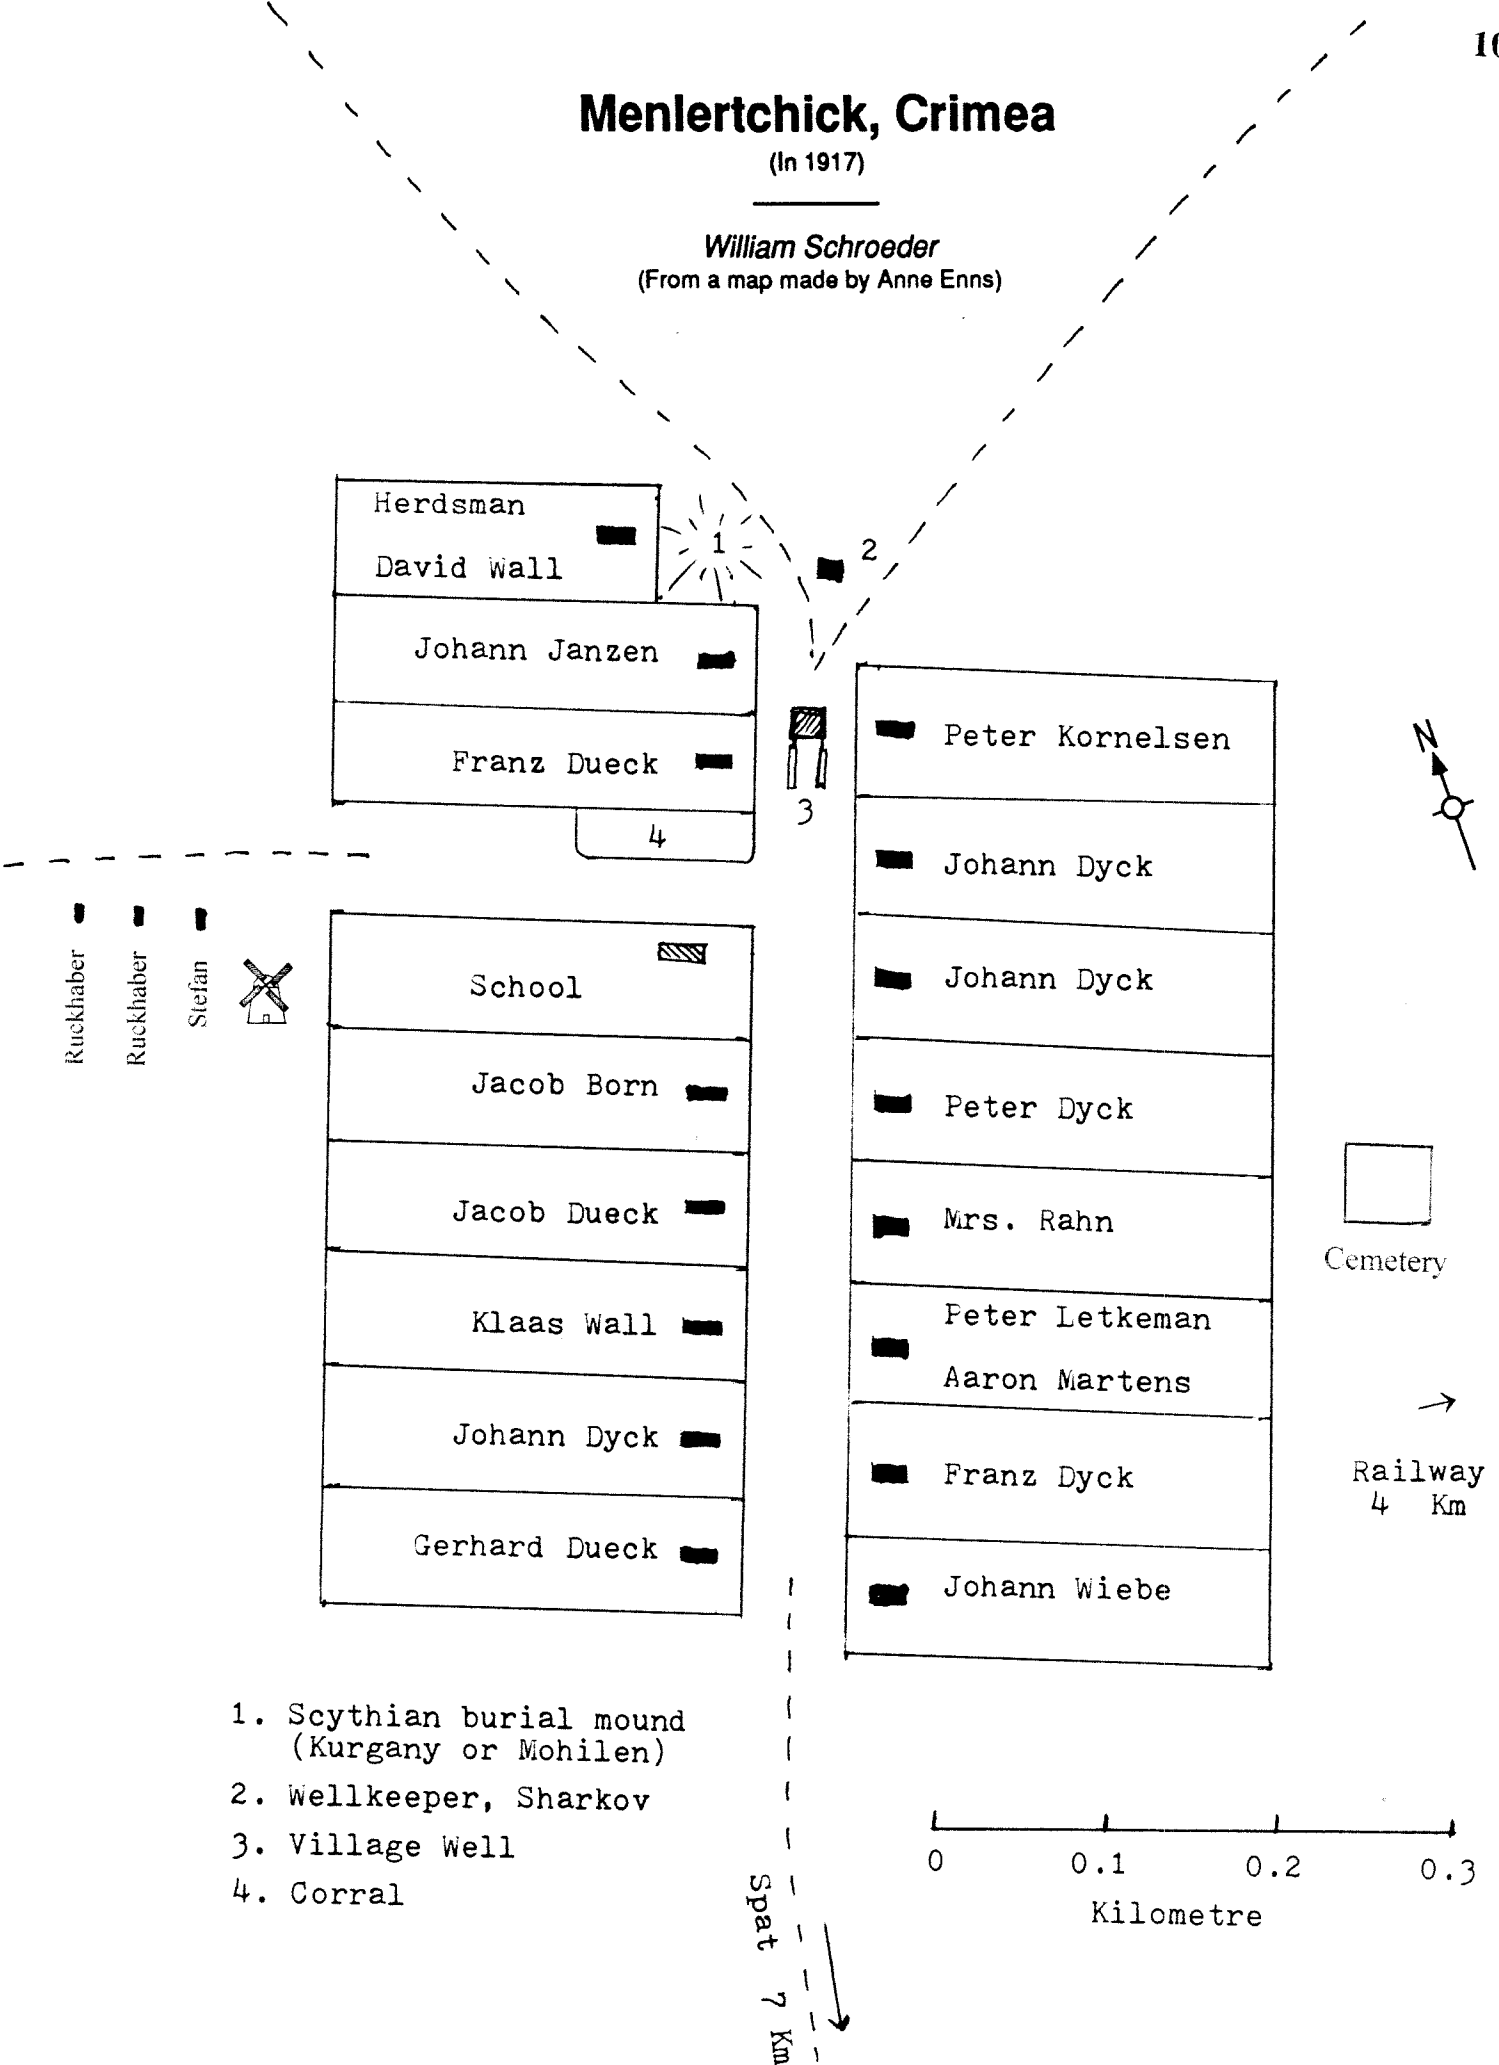 Menlertchick, Crimea
(In 1917)
William Schroeder
(From a map made by Anne Enns)
Herdsman
David Wall
1
2
Johann Janzen
Franz Dueck
3
4
Peter Kornelsen
Johann Dyck
Johann Dyck
Peter Dyck
Mrs. Rahn
Peter Letkeman
Aaron Martens
Franz Dyck
Johann Wiebe
N
Ruckhaber
Ruckhaber
Stefan
School
Jacob Born
Jacob Dueck
Klaas Wall
Johann Dyck
Gerhard Dueck
Cemetery
Railway
4 Km
1. Scythian burial mound
(Kurgany or Mohilen)
2. Wellkeeper, Sharkov
3. Village Well
4. Corral
Spat 7 Km
0 0.1 0.2 0.3
Kilometre